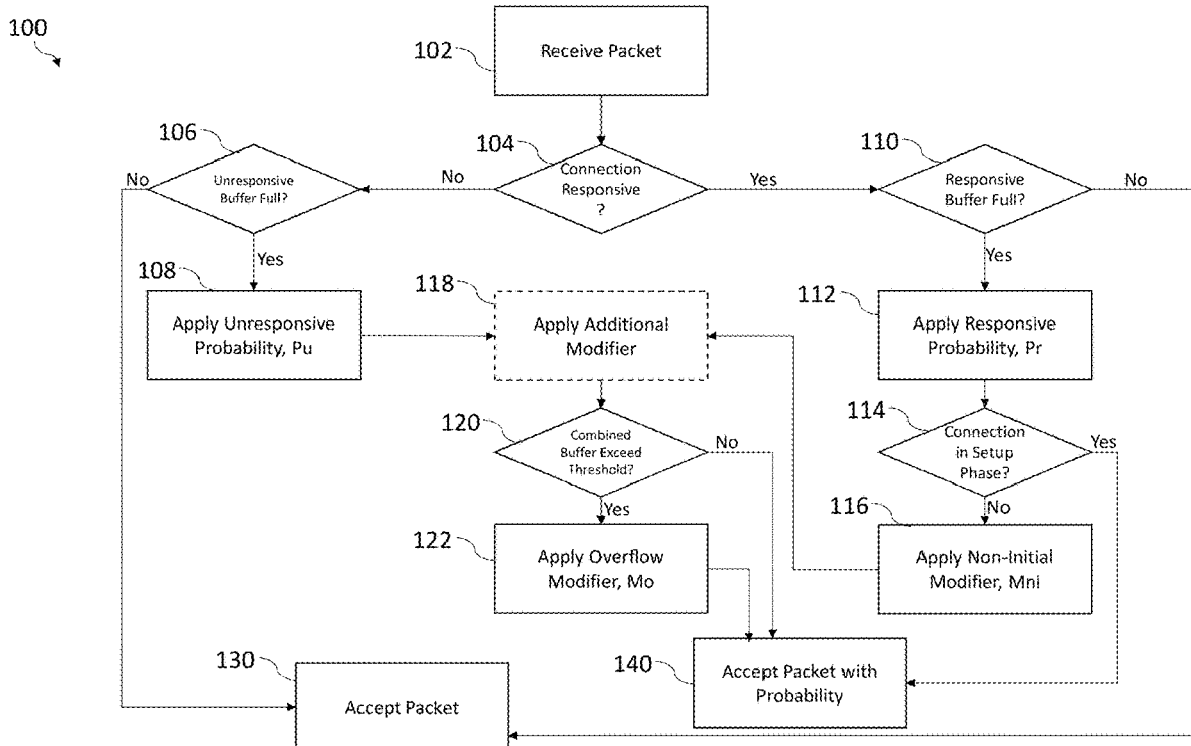 100
102
Receive Packet
106
Unresponsive
Buffer Full?
No
No
104
Connection
Responsive
?
Yes
110
Responsive
Buffer Full?
No
Yes
Yes
108
Apply Unresponsive
Probability, Pu
118
Apply Additional
Modifier
112
Apply Responsive
Probability, Pr
120
Combined
Buffer Exceed
Threshold?
No
Yes
114
Connection
in Setup
Phase?
Yes
No
122
Apply Overflow
Modifier, Mo
116
Apply Non-Initial
Modifier, Mni
130
Accept Packet
140
Accept Packet with
Probability